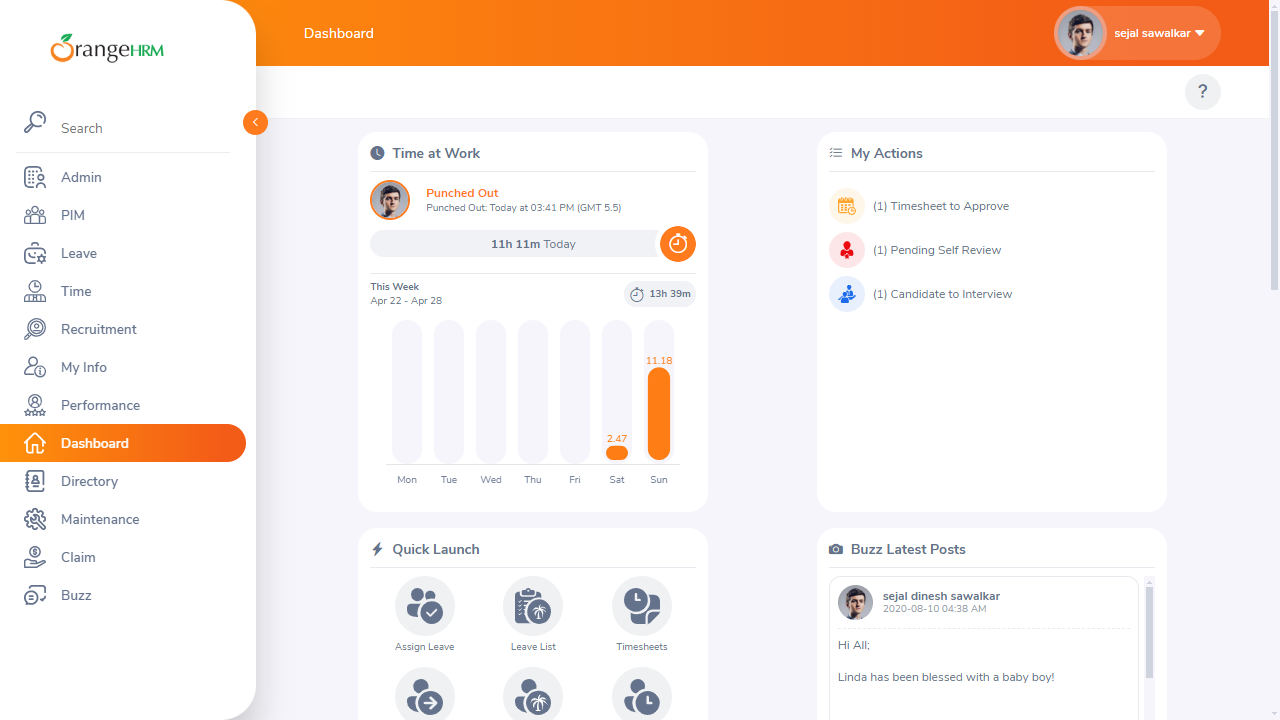 OrangeHRM
Search
Admin
PIM
Leave
Time
Recruitment
My Info
Performance
Dashboard
Directory
Maintenance
Claim
Buzz
Dashboard
sejal sawalkar
?
Time at Work
Punched Out
Punched Out: Today at 03:41 PM (GMT 5.5)
11h 11m Today
This Week
Apr 22 - Apr 28
13h 39m
11.18
2.47
Mon Tue Wed Thu Fri Sat Sun
My Actions
(1) Timesheet to Approve
(1) Pending Self Review
(1) Candidate to Interview
Quick Launch
Assign Leave
Leave List
Timesheets
Buzz Latest Posts
sejal dinesh sawalkar
2020-08-10 04:38 AM
Hi All;
Linda has been blessed with a baby boy!